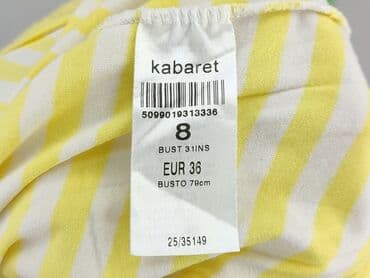 kabaret
5099019313336
8
BUST 31INS
EUR 36
BUSTO 79cm
25/35149